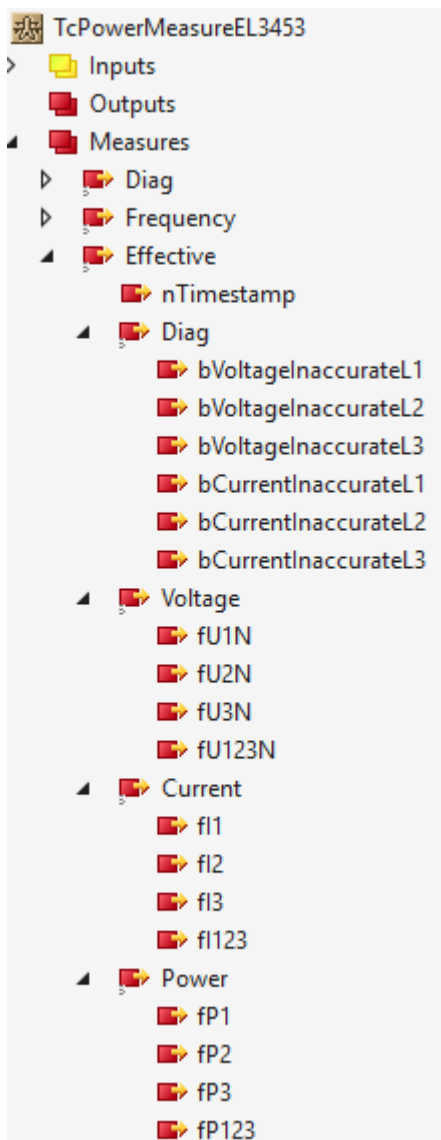 TcPowerMeasureEL3453
Inputs
Outputs
Measures
Diag
Frequency
Effective
nTimestamp
Diag
bVoltageInaccurateL1
bVoltageInaccurateL2
bVoltageInaccurateL3
bCurrentInaccurateL1
bCurrentInaccurateL2
bCurrentInaccurateL3
Voltage
fU1N
fU2N
fU3N
fU123N
Current
fI1
fI2
fI3
fI123
Power
fP1
fP2
fP3
fP123